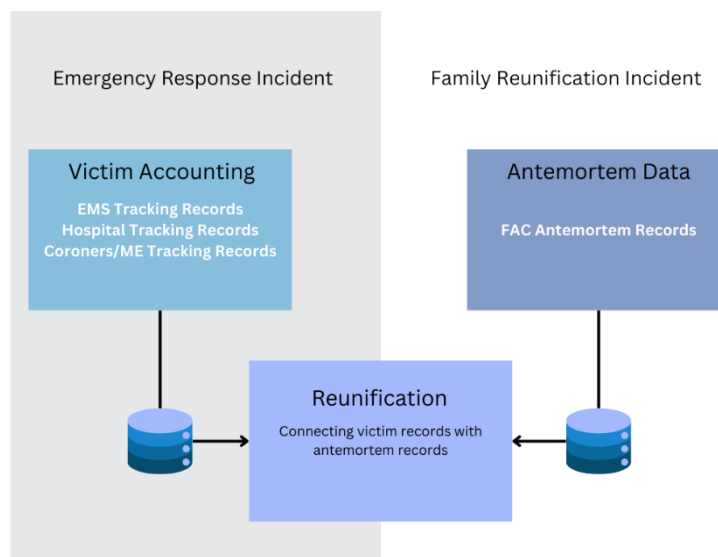 Emergency Response Incident
Family Reunification Incident
Victim Accounting
EMS Tracking Records
Hospital Tracking Records
Coroners/ME Tracking Records
Antemortem Data
FAC Antemortem Records
Reunification
Connecting victim records with
antemortem records